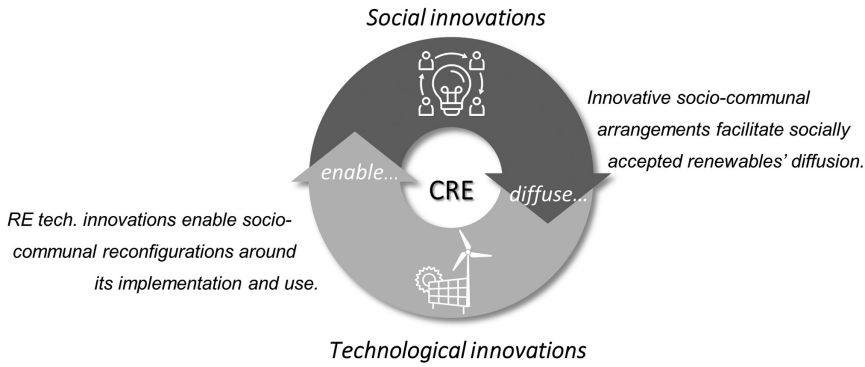 Social innovations
Innovative socio-communal
arrangements facilitate socially
accepted renewables’ diffusion.
enable...
CRE
diffuse...
RE tech. innovations enable socio-
communal reconfigurations around
its implementation and use.
Technological innovations